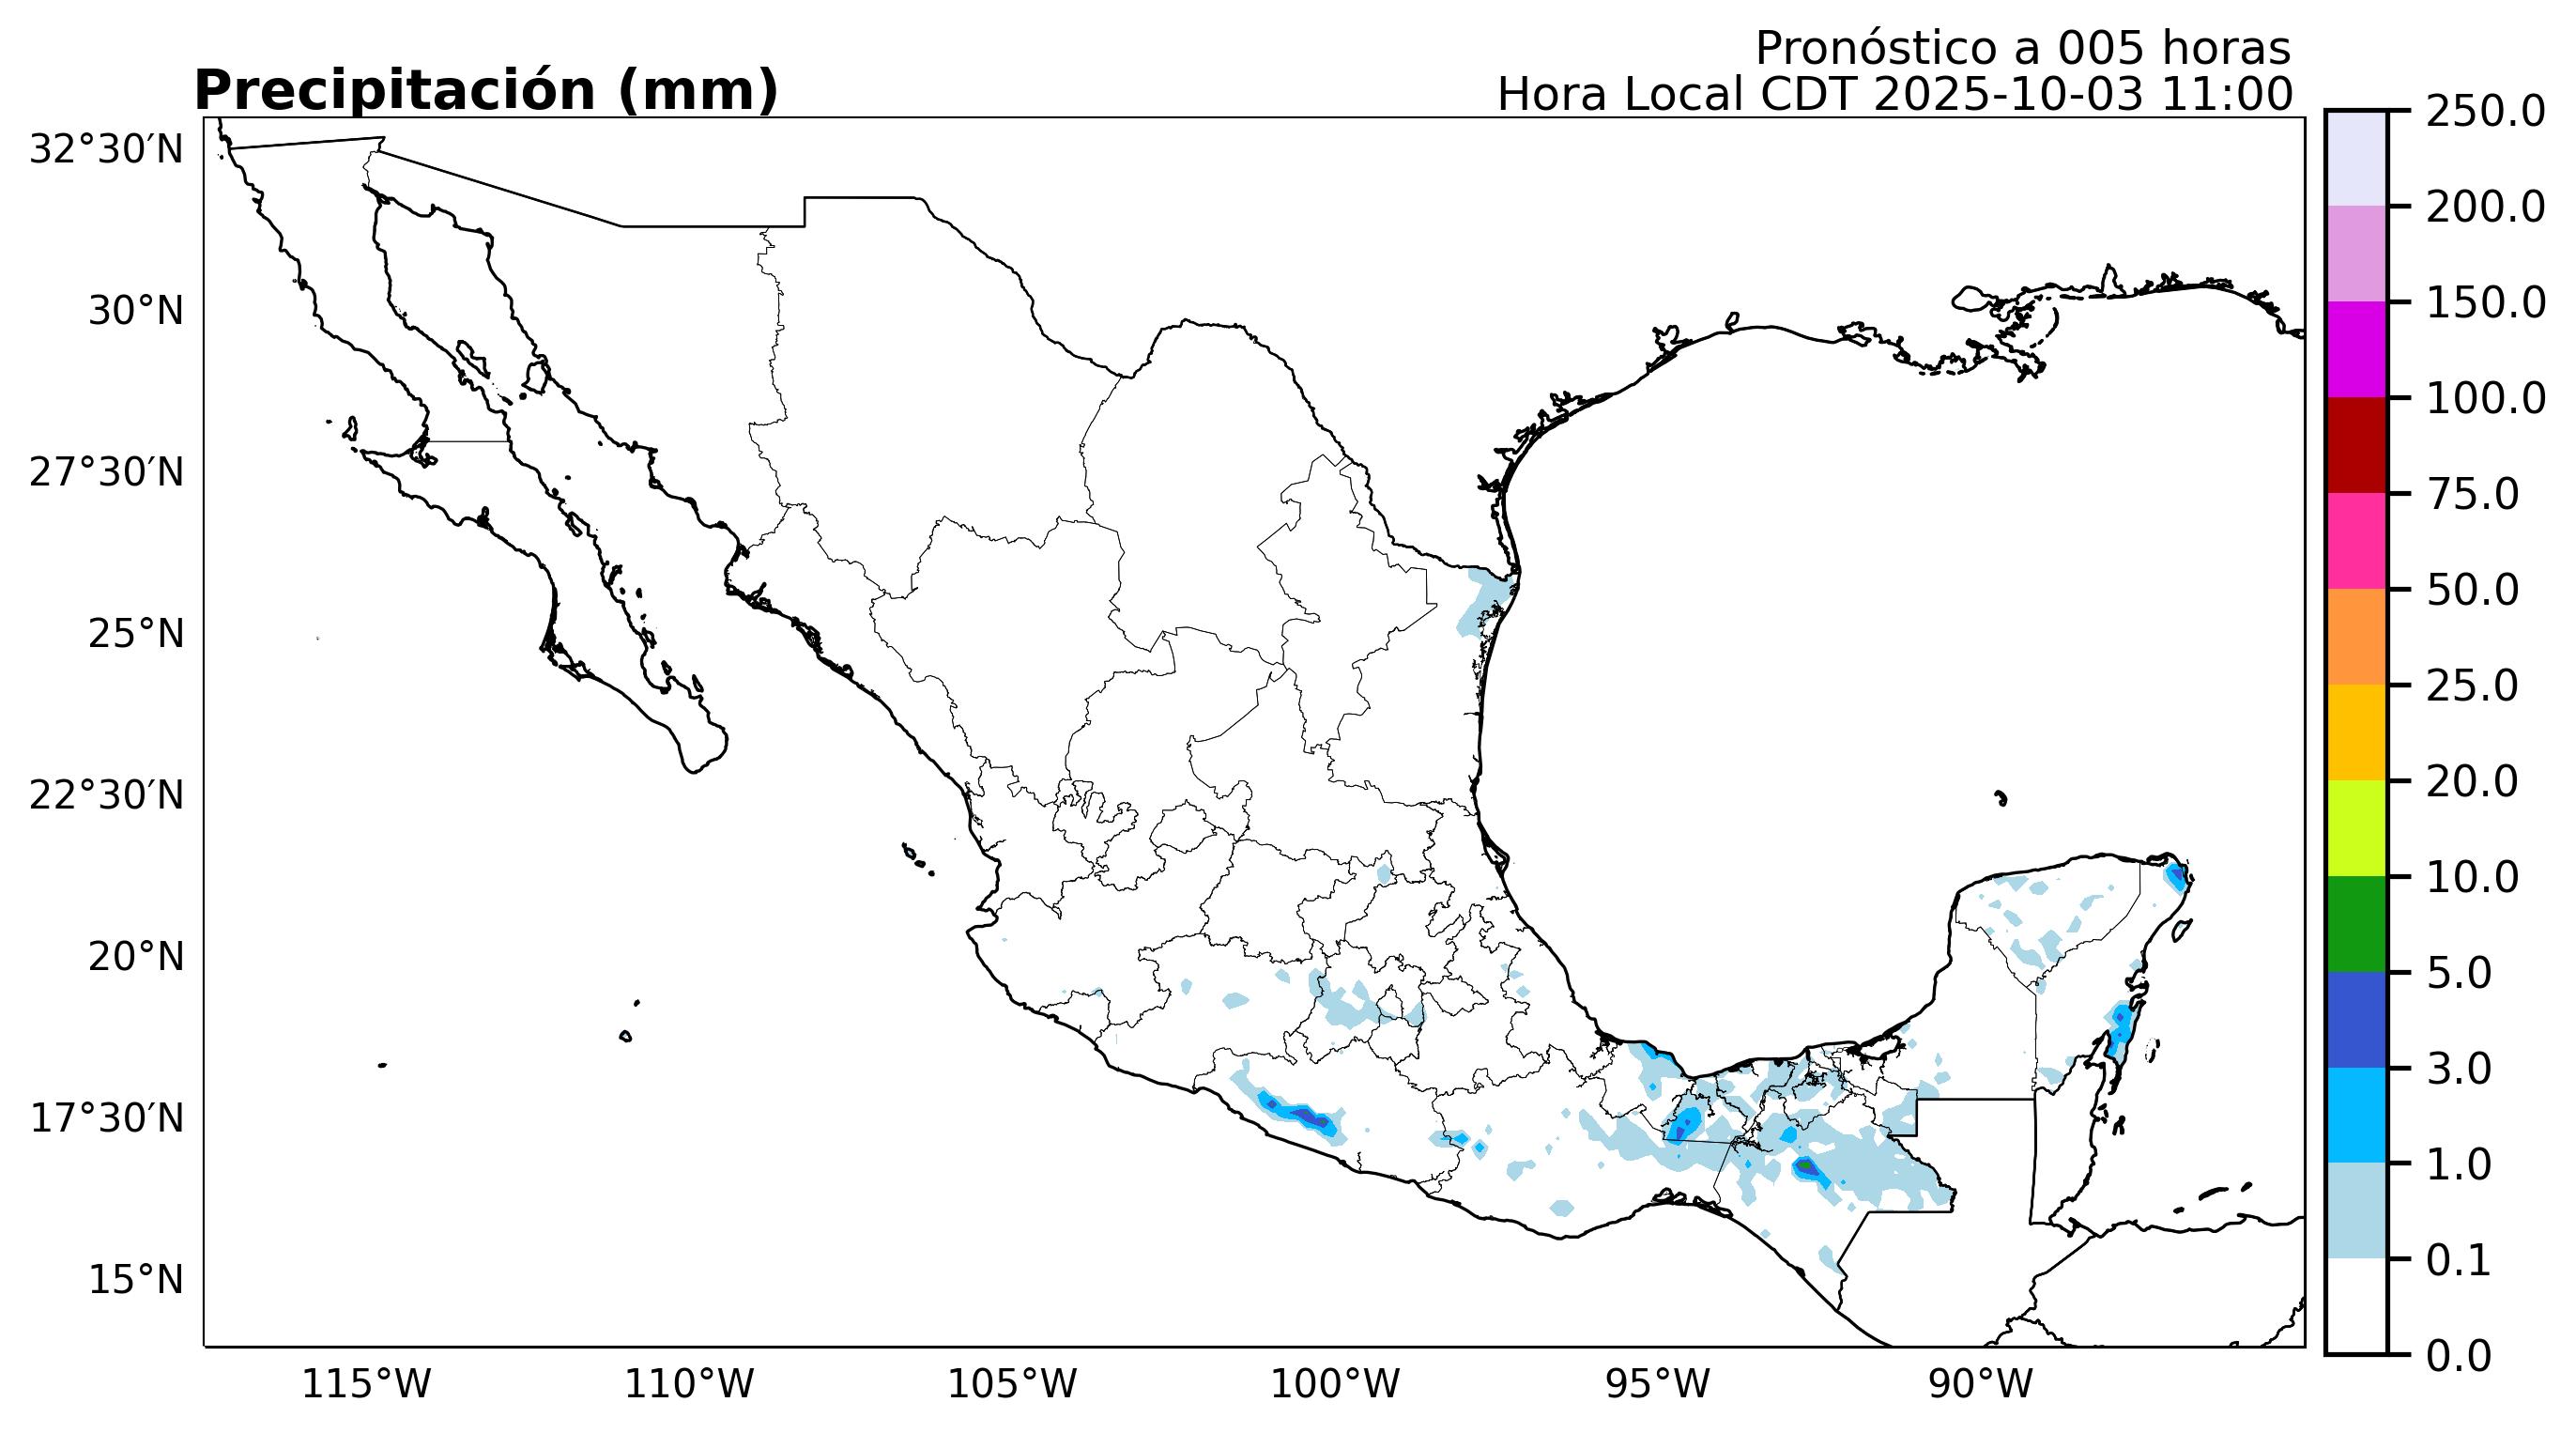 Pronóstico a 005 horas
Precipitación (mm)
Hora Local CDT 2025-10-03 11:00
32°30′N
30°N
27°30′N
25°N
22°30′N
20°N
17°30′N
15°N
115°W
110°W
105°W
100°W
95°W
90°W
250.0
200.0
150.0
100.0
75.0
50.0
25.0
20.0
10.0
5.0
3.0
1.0
0.1
0.0